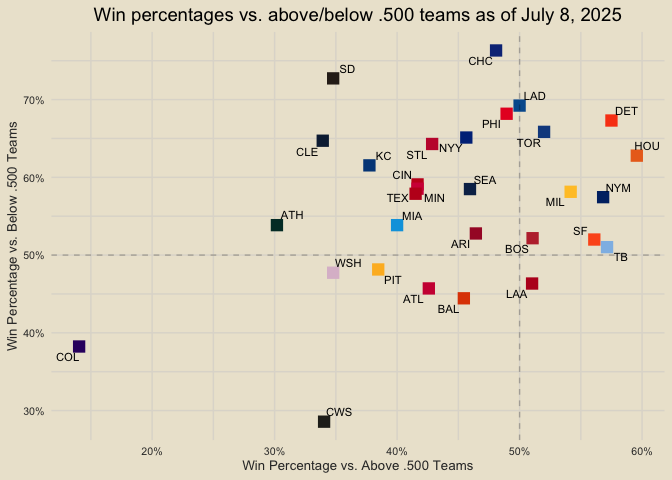 Win percentages vs. above/below .500 teams as of July 8, 2025
CHC
SD
LAD
PHI
DET
TOR
HOU
CLE
STL
NYY
KC
CIN
SEA
TEX
MIN
MIL
NYM
ATH
MIA
ARI
BOS
SF
TB
WSH
PIT
ATL
BAL
LAA
COL
CWS
70%
60%
50%
40%
30%
Win Percentage vs. Below .500 Teams
20%
30%
40%
50%
60%
Win Percentage vs. Above .500 Teams